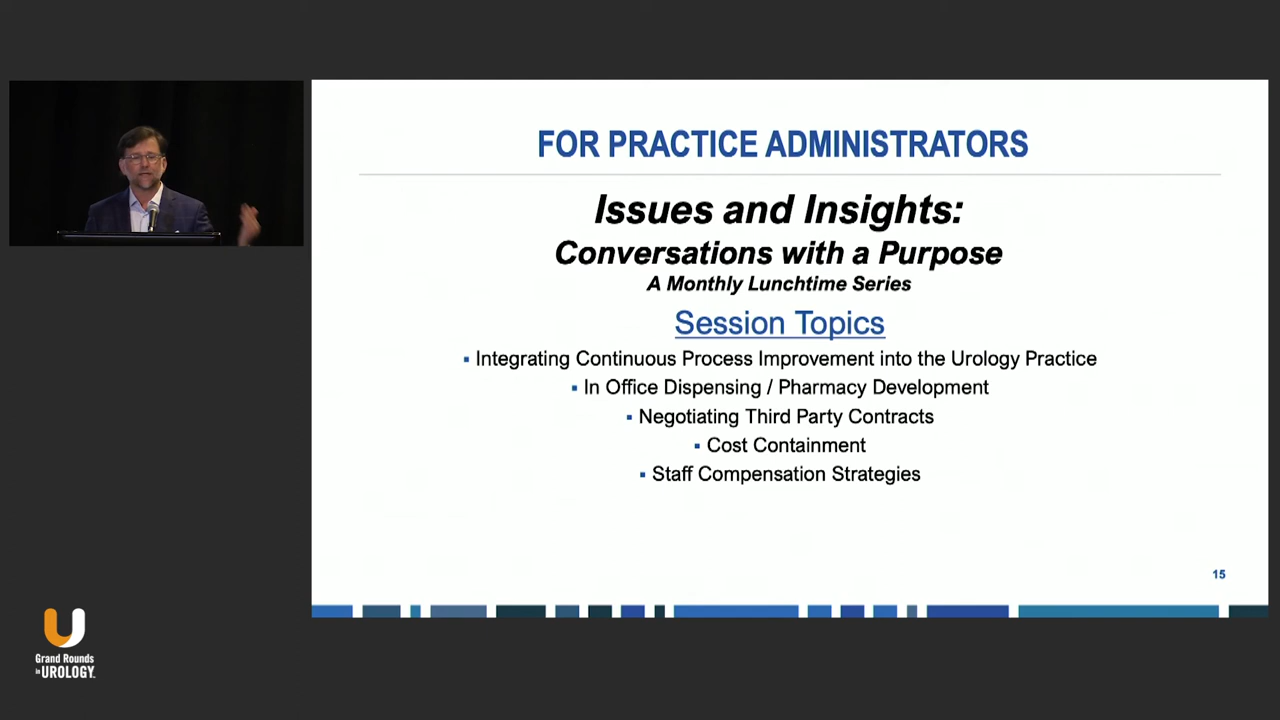 FOR PRACTICE ADMINISTRATORS
Issues and Insights:
Conversations with a Purpose
A Monthly Lunchtime Series
Session Topics
▪ Integrating Continuous Process Improvement into the Urology Practice
▪ In Office Dispensing / Pharmacy Development
▪ Negotiating Third Party Contracts
▪ Cost Containment
▪ Staff Compensation Strategies
15
Grand Rounds
in UROLOGY